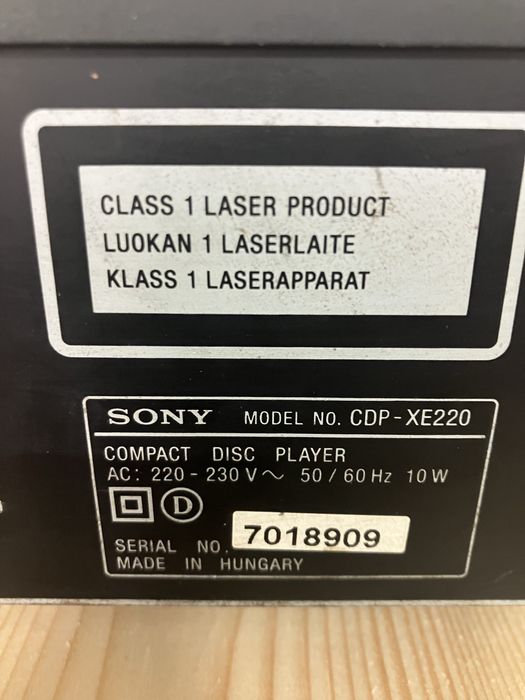 CLASS 1 LASER PRODUCT
LUOKAN 1 LASERLAITE
KLASS 1 LASERAPPARAT
SONY MODEL NO. CDP-XE220
COMPACT DISC PLAYER
AC: 220-230 V～ 50/60 Hz 10 W
D
SERIAL NO. 7018909
MADE IN HUNGARY